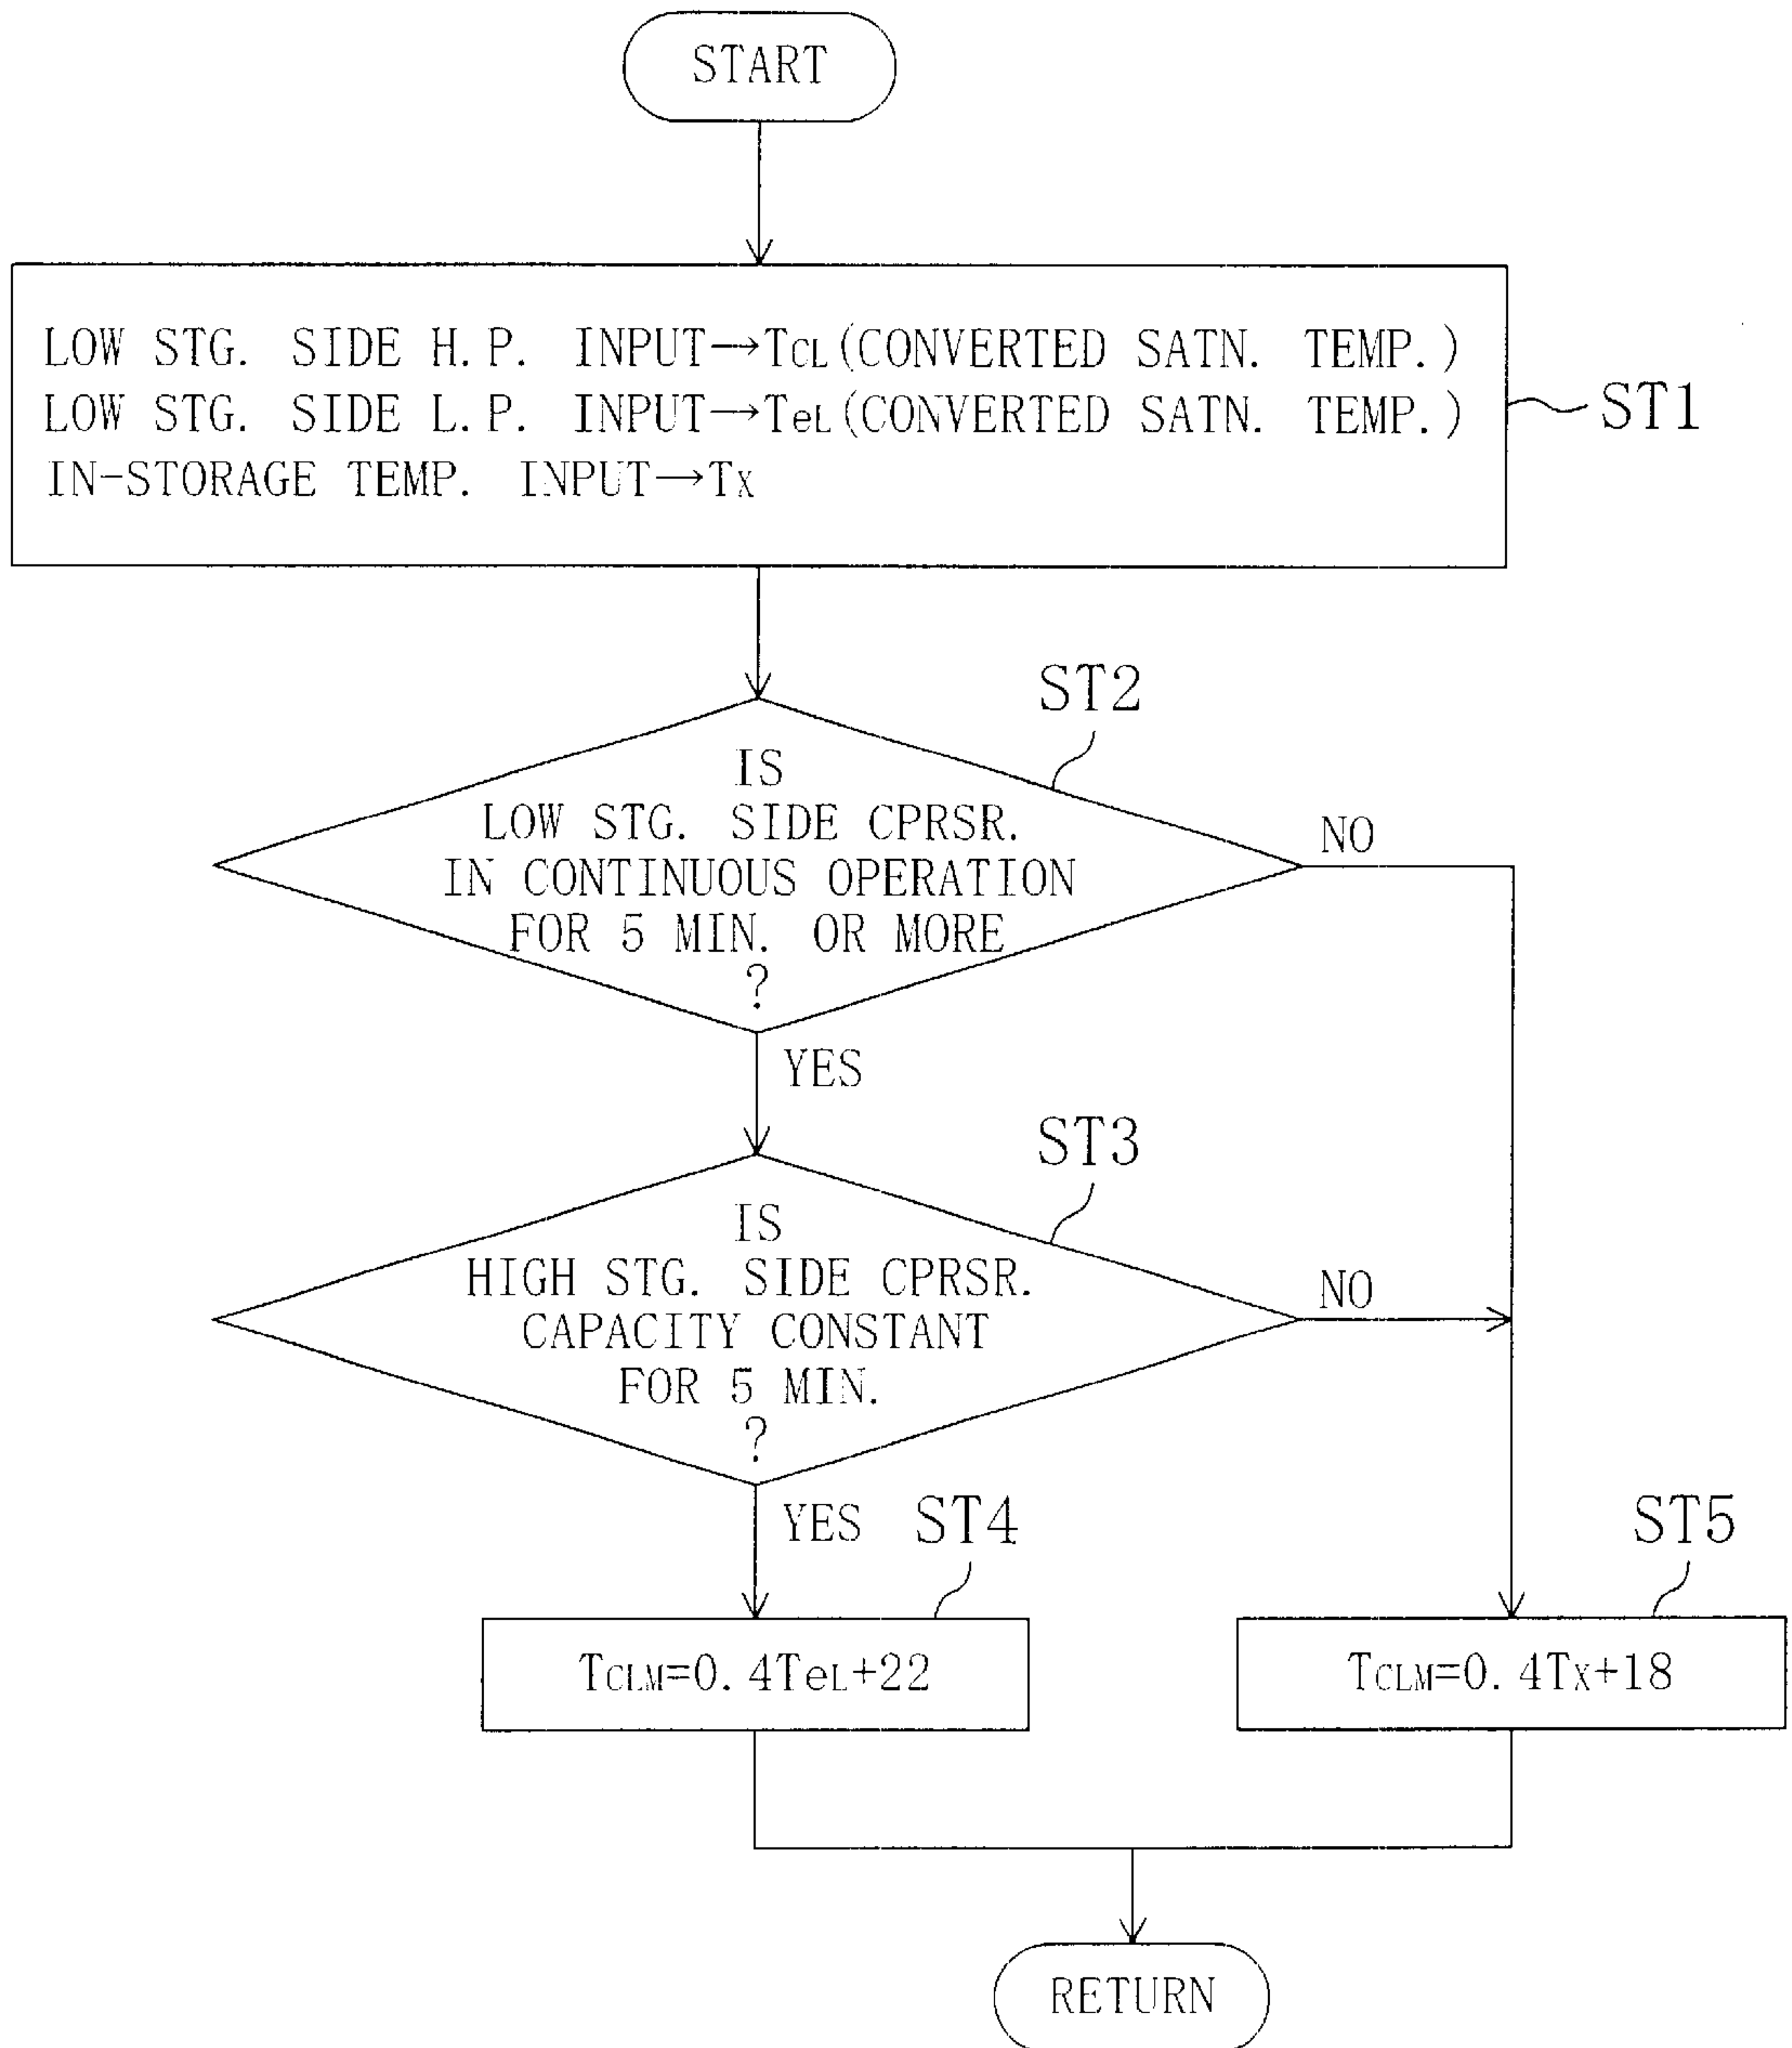 START
LOW STG. SIDE H.P. INPUT→TCL(CONVERTED SATN. TEMP.)
LOW STG. SIDE L.P. INPUT→TeL(CONVERTED SATN. TEMP.)
IN-STORAGE TEMP. INPUT→TX
ST1
ST2
IS
LOW STG. SIDE CPRSR.
IN CONTINUOUS OPERATION
FOR 5 MIN. OR MORE
?
NO
YES
ST3
IS
HIGH STG. SIDE CPRSR.
CAPACITY CONSTANT
FOR 5 MIN.
?
NO
YES
ST4
ST5
TCLM=0.4TeL+22
TCLM=0.4TX+18
RETURN